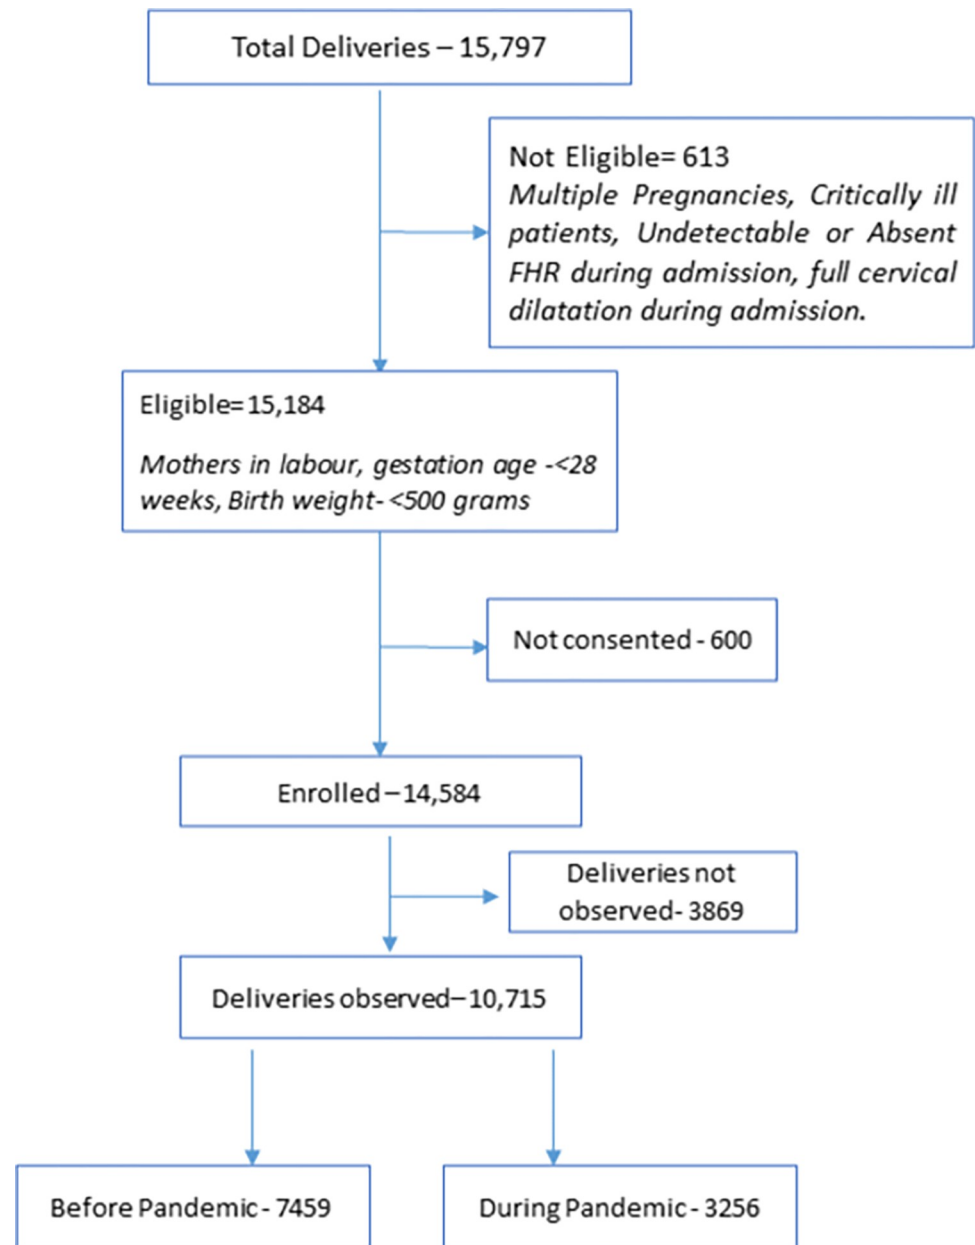 Total Deliveries – 15,797
Not Eligible= 613
Multiple Pregnancies, Critically ill
patients, Undetectable or Absent
FHR during admission, full cervical
dilatation during admission.
Eligible=15,184
Mothers in labour, gestation age -<28
weeks, Birth weight- <500 grams
Not consented - 600
Enrolled – 14,584
Deliveries not
observed- 3869
Deliveries observed– 10,715
Before Pandemic - 7459
During Pandemic - 3256